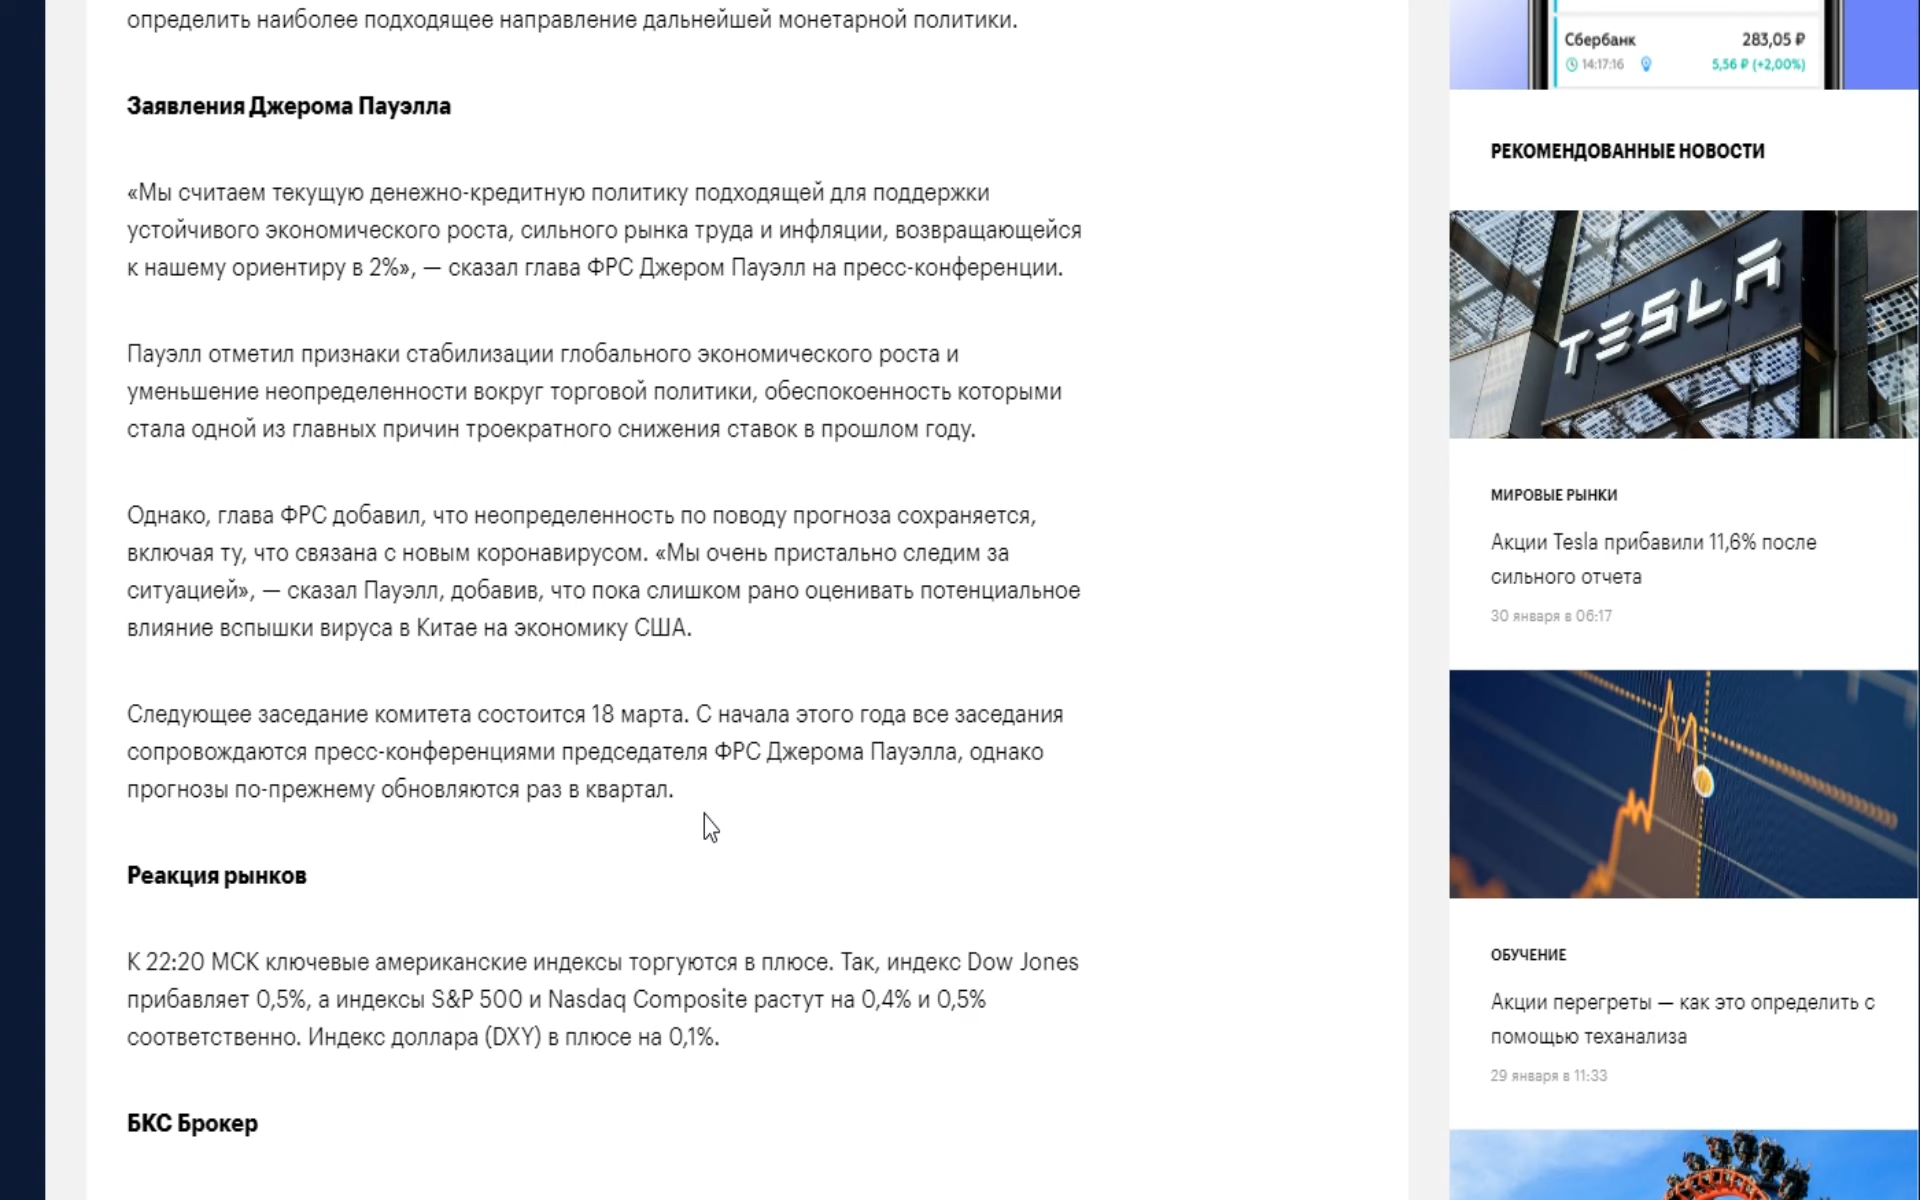 определить наиболее подходящее направление дальнейшей монетарной политики.
Заявления Джерома Пауэлла
«Мы считаем текущую денежно-кредитную политику подходящей для поддержки
устойчивого экономического роста, сильного рынка труда и инфляции, возвращающейся
к нашему ориентиру в 2%», — сказал глава ФРС Джером Пауэлл на пресс-конференции.
Пауэлл отметил признаки стабилизации глобального экономического роста и
уменьшение неопределенности вокруг торговой политики, обеспокоенность которыми
стала одной из главных причин троекратного снижения ставок в прошлом году.
Однако, глава ФРС добавил, что неопределенность по поводу прогноза сохраняется,
включая ту, что связана с новым коронавирусом. «Мы очень пристально следим за
ситуацией», — сказал Пауэлл, добавив, что пока слишком рано оценивать потенциальное
влияние вспышки вируса в Китае на экономику США.
Следующее заседание комитета состоится 18 марта. С начала этого года все заседания
сопровождаются пресс-конференциями председателя ФРС Джерома Пауэлла, однако
прогнозы по-прежнему обновляются раз в квартал.
Реакция рынков
К 22:20 МСК ключевые американские индексы торгуются в плюсе. Так, индекс Dow Jones
прибавляет 0,5%, а индексы S&P 500 и Nasdaq Composite растут на 0,4% и 0,5%
соответственно. Индекс доллара (DXY) в плюсе на 0,1%.
БКС Брокер
Сбербанк 283,05 ₽
14:17:16 5,56 ₽ (+2,00%)
РЕКОМЕНДОВАННЫЕ НОВОСТИ
TESLA
МИРОВЫЕ РЫНКИ
Акции Tesla прибавили 11,6% после
сильного отчета
30 января в 06:17
ОБУЧЕНИЕ
Акции перегреты — как это определить с
помощью теханализа
29 января в 11:33